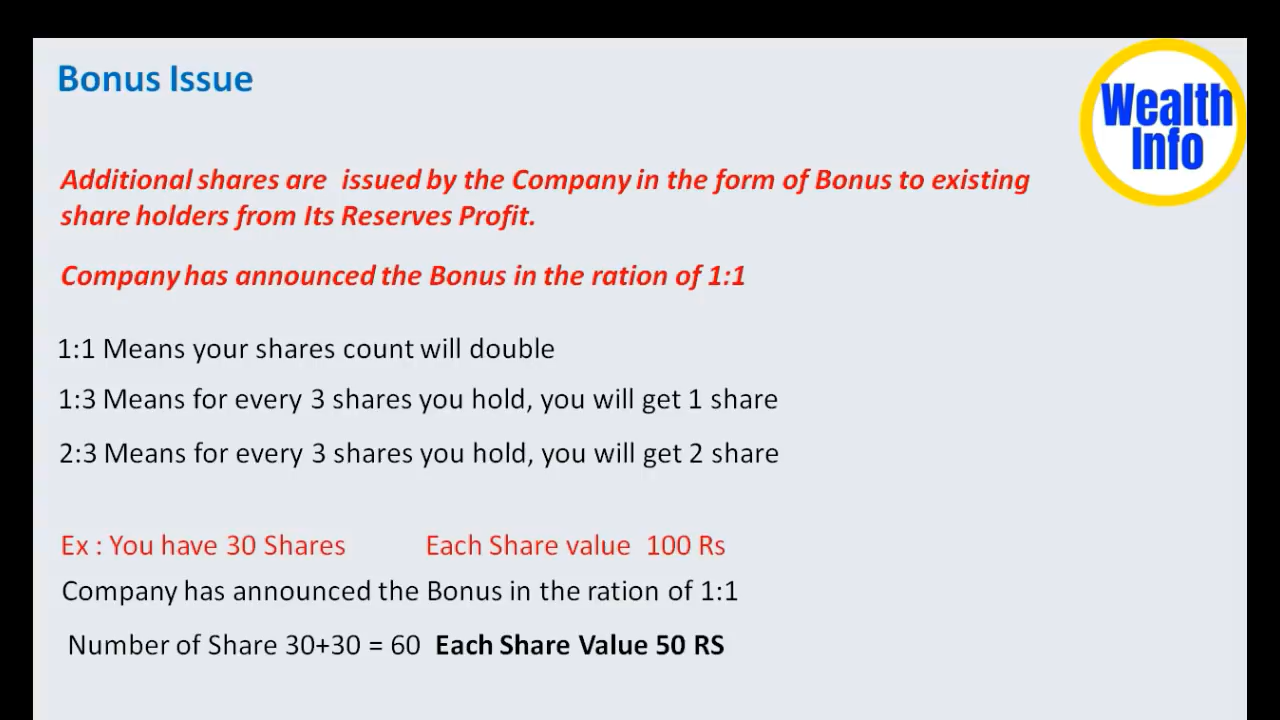 Bonus Issue
Wealth
Info
Additional shares are issued by the Company in the form of Bonus to existing
share holders from Its Reserves Profit.
Company has announced the Bonus in the ration of 1:1
1:1 Means your shares count will double
1:3 Means for every 3 shares you hold, you will get 1 share
2:3 Means for every 3 shares you hold, you will get 2 share
Ex : You have 30 Shares Each Share value 100 Rs
Company has announced the Bonus in the ration of 1:1
Number of Share 30+30 = 60 Each Share Value 50 RS